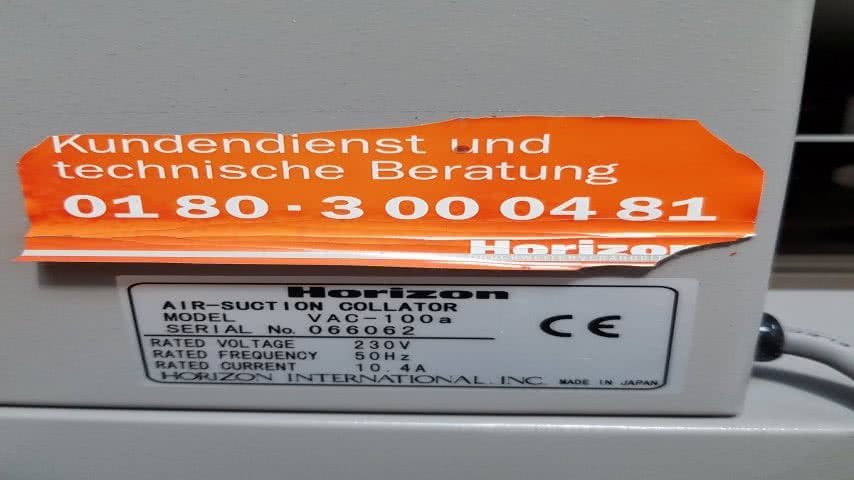 Kundendienst und
technische Beratung
01 80 - 3 00 0 04 81
Horizon
Horizon
AIR-SUCTION COLLATOR
MODEL VAC-100a
SERIAL No. 066062
RATED VOLTAGE 230V
RATED FREQUENCY 50Hz
RATED CURRENT 10.4A
HORIZON INTERNATIONAL, INC. MADE IN JAPAN
CE